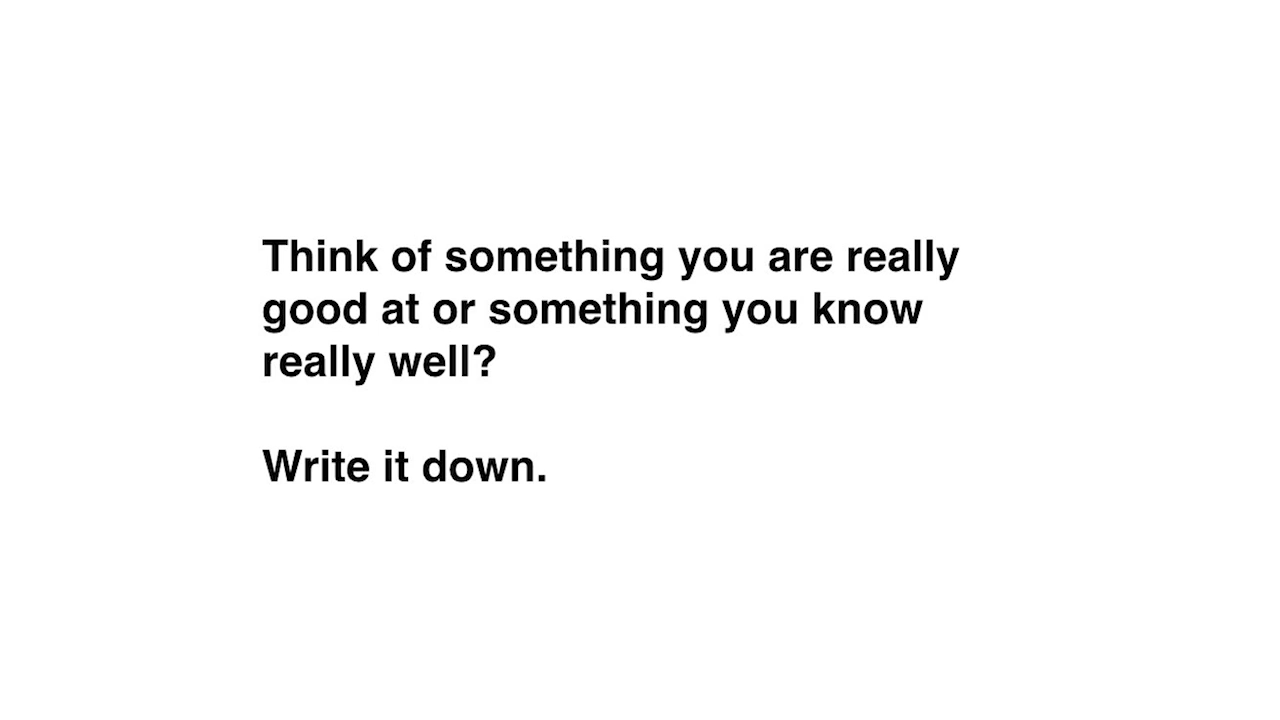 Think of something you are really
good at or something you know
really well?
Write it down.